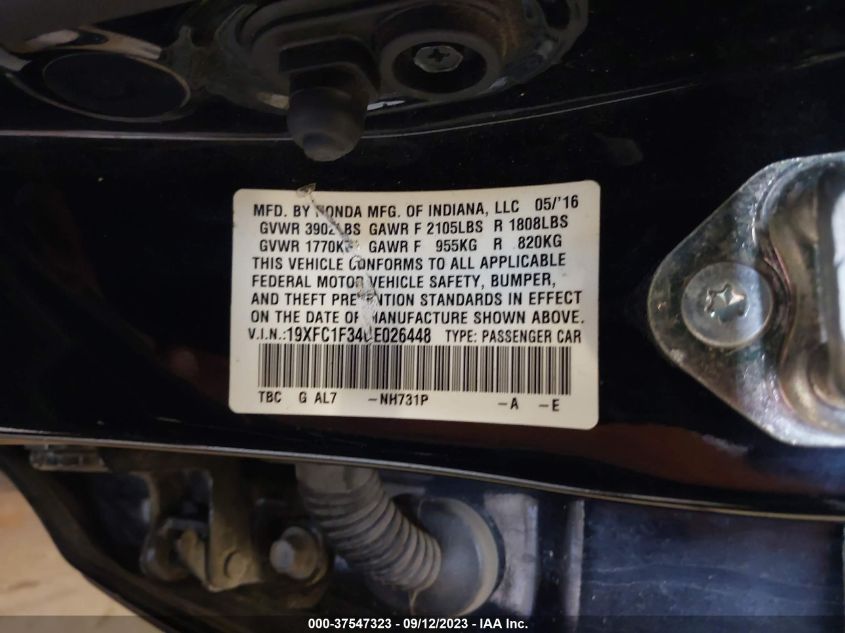 MFD. BY HONDA MFG. OF INDIANA, LLC 05/'16
GVWR 3902LBS GAWR F 2105LBS R 1808LBS
GVWR 1770KG GAWR F 955KG R 820KG
THIS VEHICLE CONFORMS TO ALL APPLICABLE
FEDERAL MOTOR VEHICLE SAFETY, BUMPER,
AND THEFT PREVENTION STANDARDS IN EFFECT
ON THE DATE OF MANUFACTURE SHOWN ABOVE.
V.I.N.: TYPE: PASSENGER CAR
TBC G AL7 -NH731P -A -E
000-37547323 - 09/12/2023 - IAA Inc.